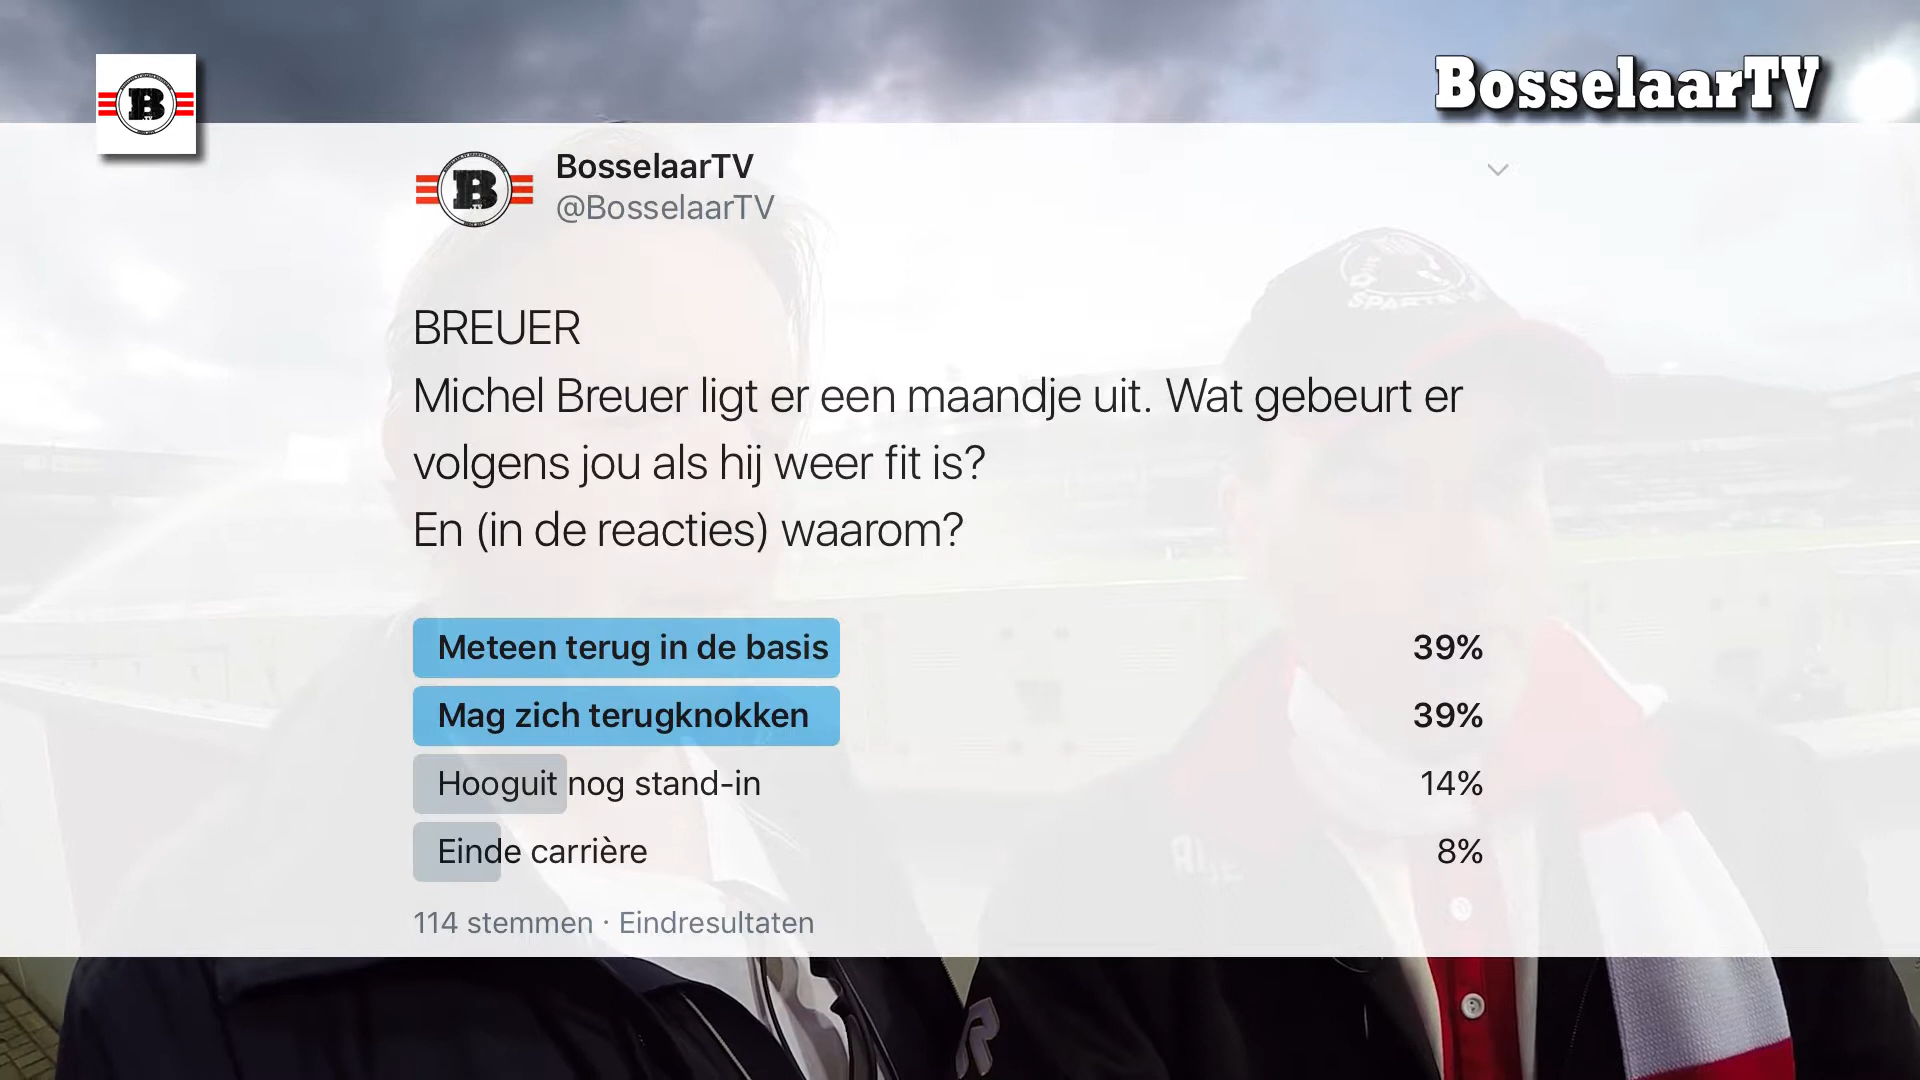 BosselaarTV
B
BosselaarTV
@BosselaarTV
B
BREUER
Michel Breuer ligt er een maandje uit. Wat gebeurt er
volgens jou als hij weer fit is?
En (in de reacties) waarom?
Meteen terug in de basis 39%
Mag zich terugknokken 39%
Hooguit nog stand-in 14%
Einde carrière 8%
114 stemmen · Eindresultaten